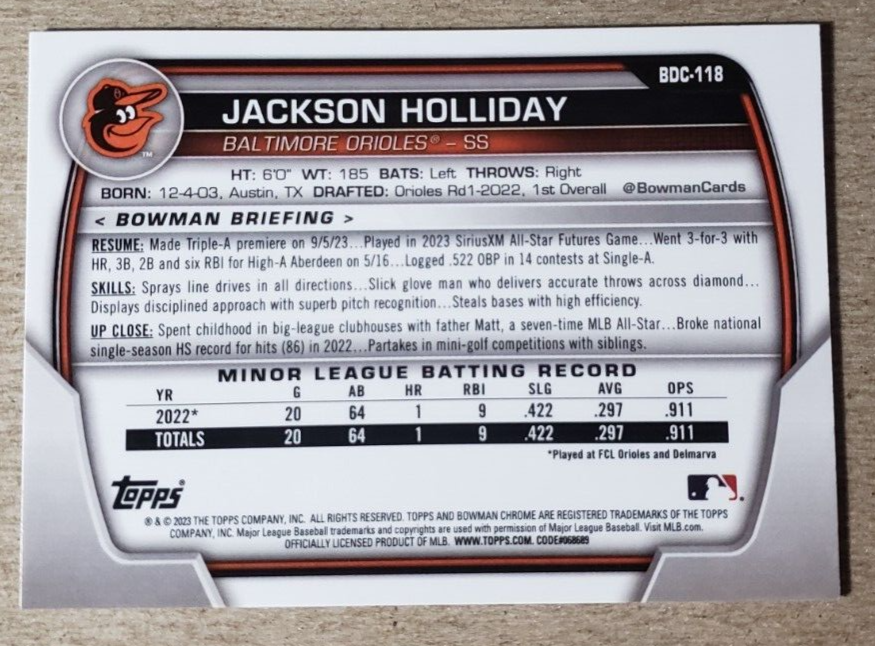 BDC-118
JACKSON HOLLIDAY
BALTIMORE ORIOLES® – SS
TM
HT: 6'0" WT: 185 BATS: Left THROWS: Right
BORN: 12-4-03, Austin, TX DRAFTED: Orioles Rd1-2022, 1st Overall @BowmanCards
< BOWMAN BRIEFING >
RESUME: Made Triple-A premiere on 9/5/23...Played in 2023 SiriusXM All-Star Futures Game...Went 3-for-3 with
HR, 3B, 2B and six RBI for High-A Aberdeen on 5/16...Logged .522 OBP in 14 contests at Single-A.
SKILLS: Sprays line drives in all directions...Slick glove man who delivers accurate throws across diamond...
Displays disciplined approach with superb pitch recognition...Steals bases with high efficiency.
UP CLOSE: Spent childhood in big-league clubhouses with father Matt, a seven-time MLB All-Star...Broke national
single-season HS record for hits (86) in 2022...Partakes in mini-golf competitions with siblings.
MINOR LEAGUE BATTING RECORD
YR G AB HR RBI SLG AVG OPS
2022* 20 64 1 9 .422 .297 .911
TOTALS 20 64 1 9 .422 .297 .911
*Played at FCL Orioles and Delmarva
Topps®
® & © 2023 THE TOPPS COMPANY, INC. ALL RIGHTS RESERVED. TOPPS AND BOWMAN CHROME ARE REGISTERED TRADEMARKS OF THE TOPPS
COMPANY, INC. Major League Baseball trademarks and copyrights are used with permission of Major League Baseball. Visit MLB.com.
OFFICIALLY LICENSED PRODUCT OF MLB. WWW.TOPPS.COM. CODE#068689